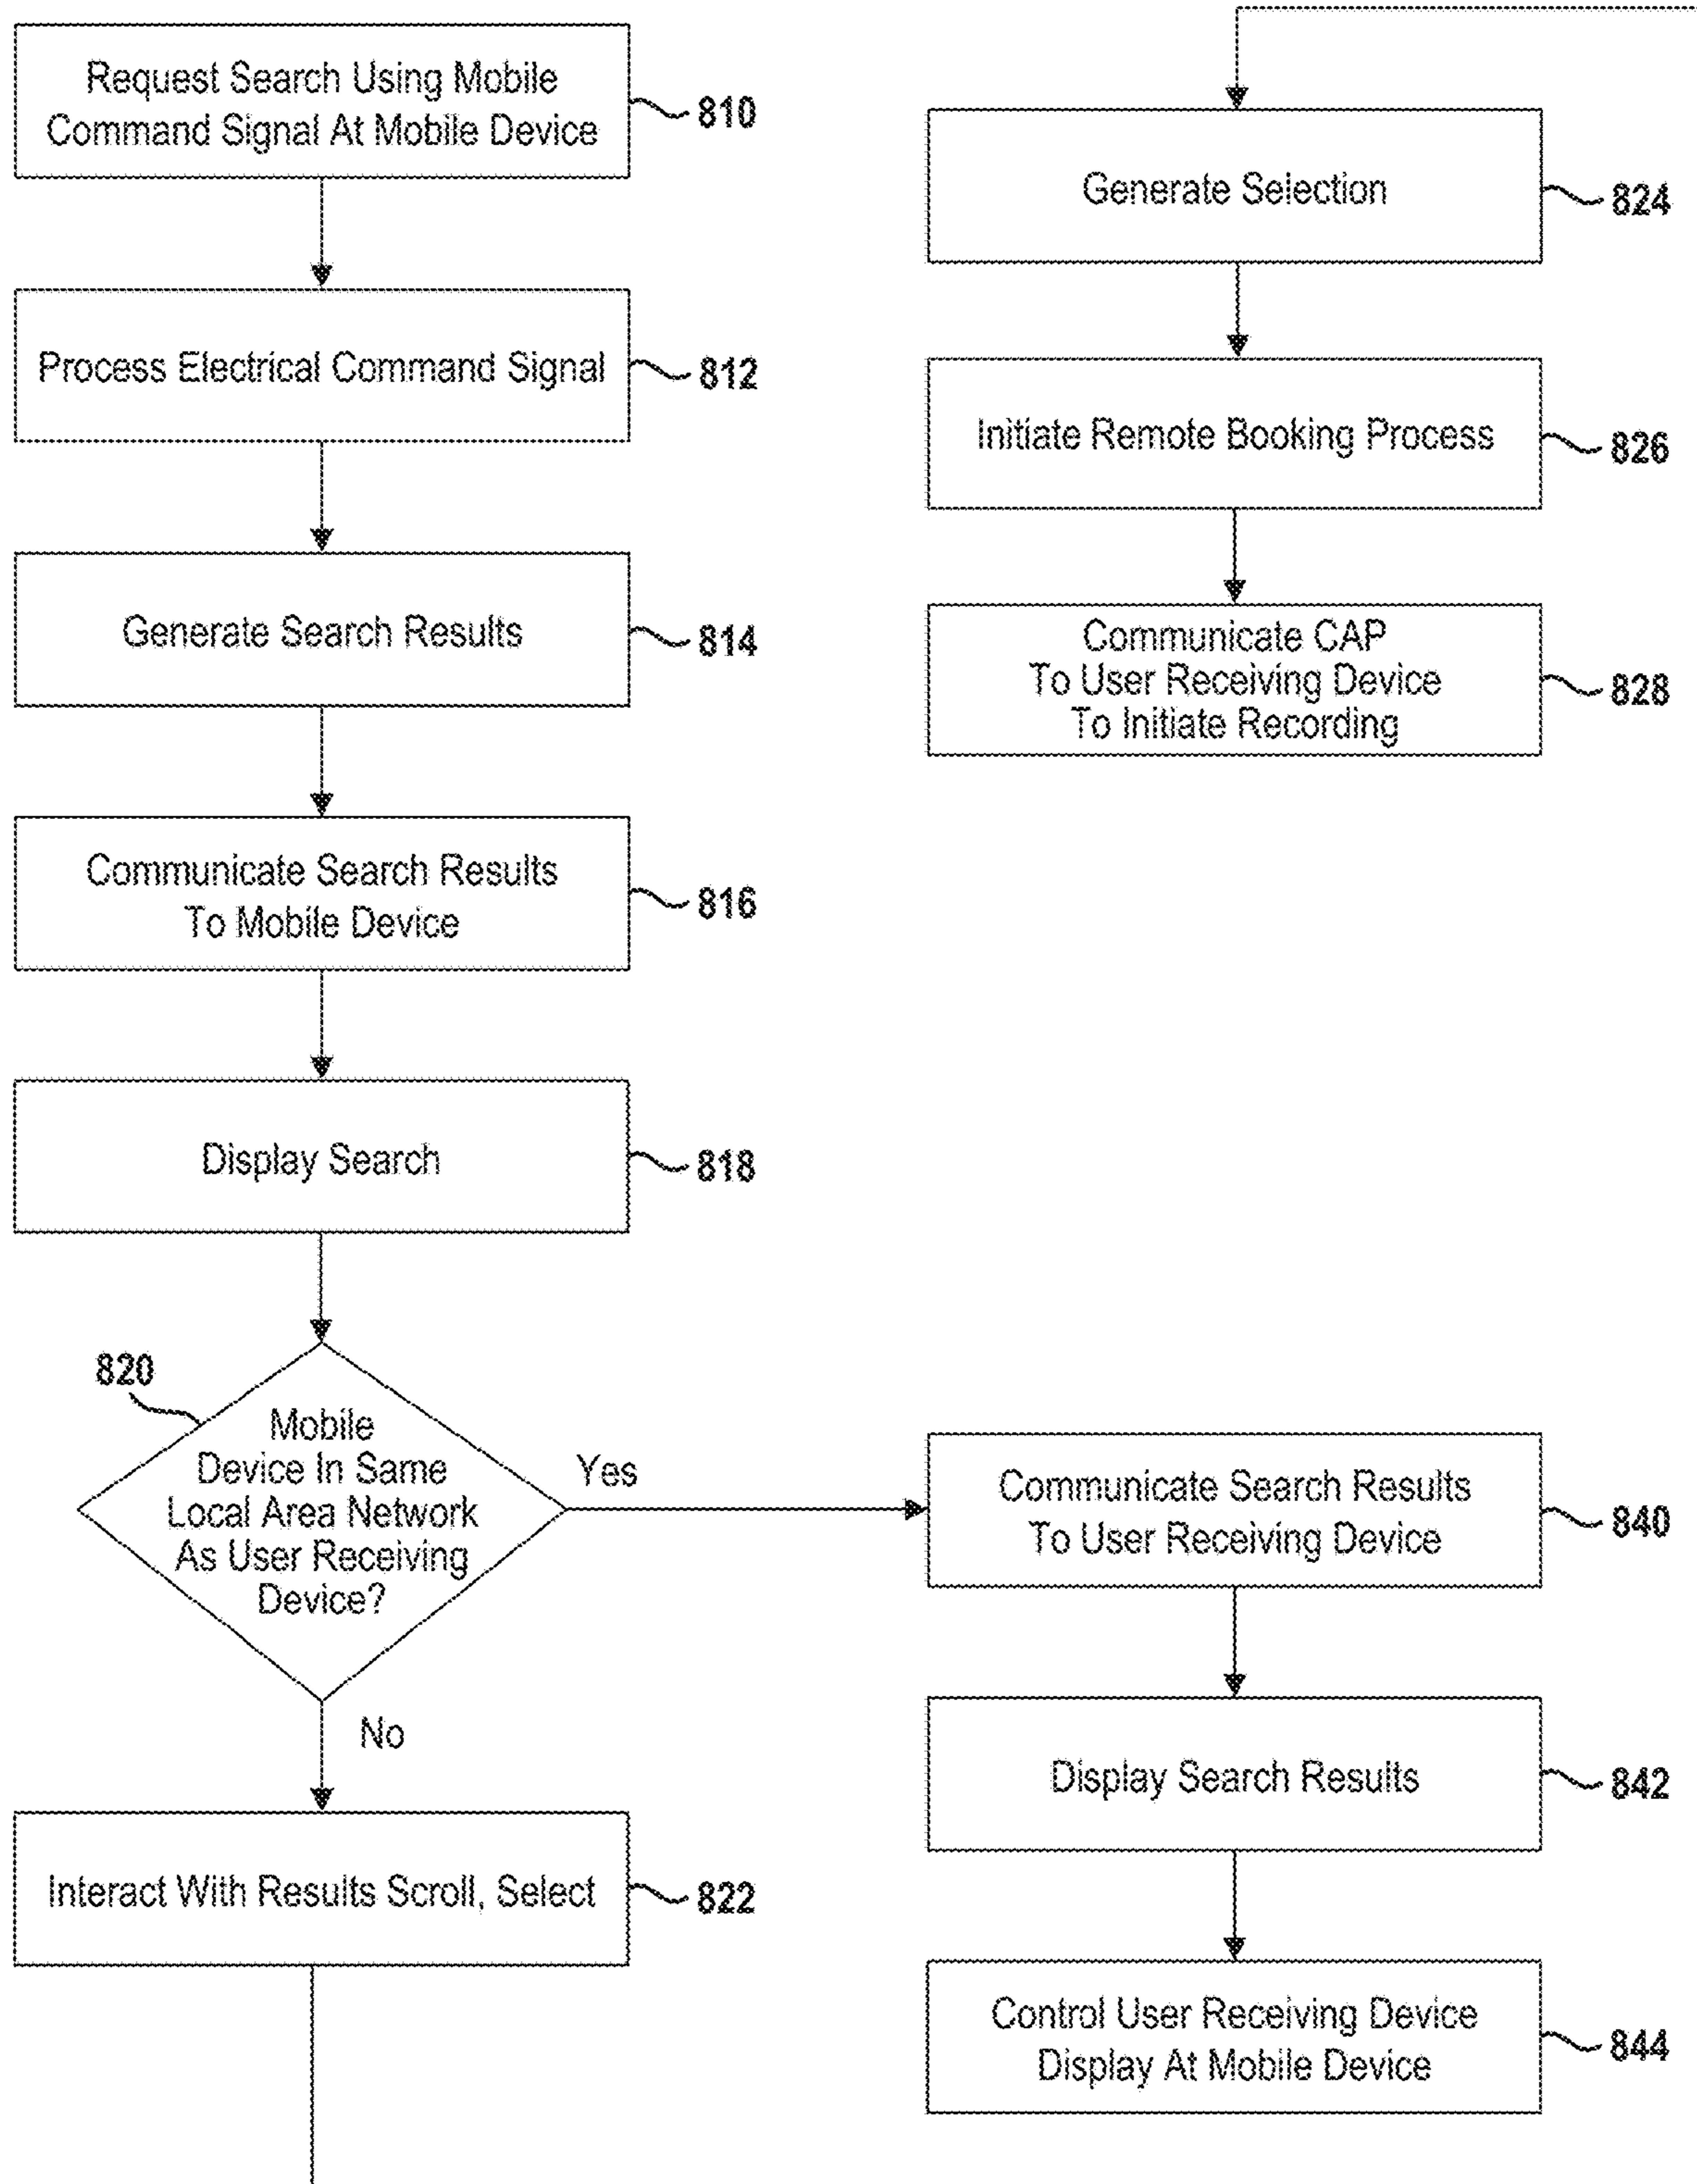 Request Search Using Mobile
Command Signal At Mobile Device
810
Process Electrical Command Signal
812
Generate Search Results
814
Communicate Search Results
To Mobile Device
816
Display Search
818
820
Mobile
Device In Same
Local Area Network
As User Receiving
Device?
Yes
No
Interact With Results Scroll, Select
822
Generate Selection
824
Initiate Remote Booking Process
826
Communicate CAP
To User Receiving Device
To Initiate Recording
828
Communicate Search Results
To User Receiving Device
840
Display Search Results
842
Control User Receiving Device
Display At Mobile Device
844